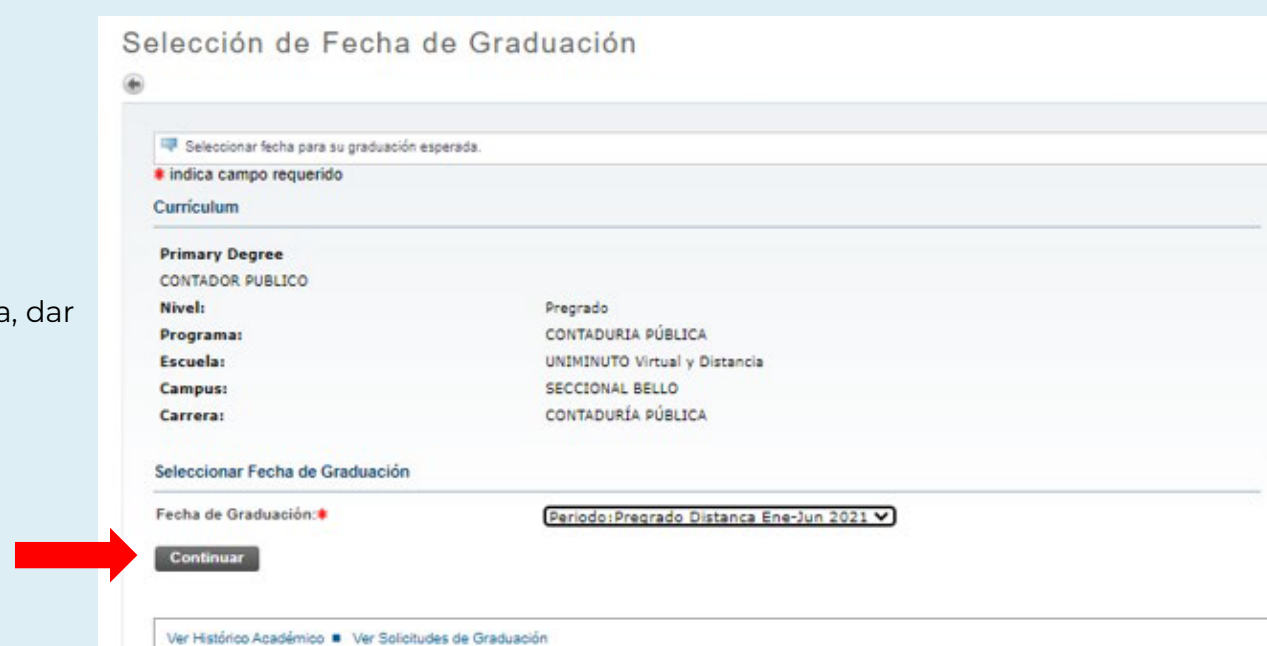 Selección de Fecha de Graduación
Seleccionar fecha para su graduación esperada.
* indica campo requerido
Currículum
Primary Degree
CONTADOR PUBLICO
a, dar
Nivel: Pregrado
Programa: CONTADURIA PÚBLICA
Escuela: UNIMINUTO Virtual y Distancia
Campus: SECCIONAL BELLO
Carrera: CONTADURÍA PÚBLICA
Seleccionar Fecha de Graduación
Fecha de Graduación:* Periodo:Pregrado Distanca Ene-Jun 2021
Continuar
Ver Histórico Académico ■ Ver Solicitudes de Graduación